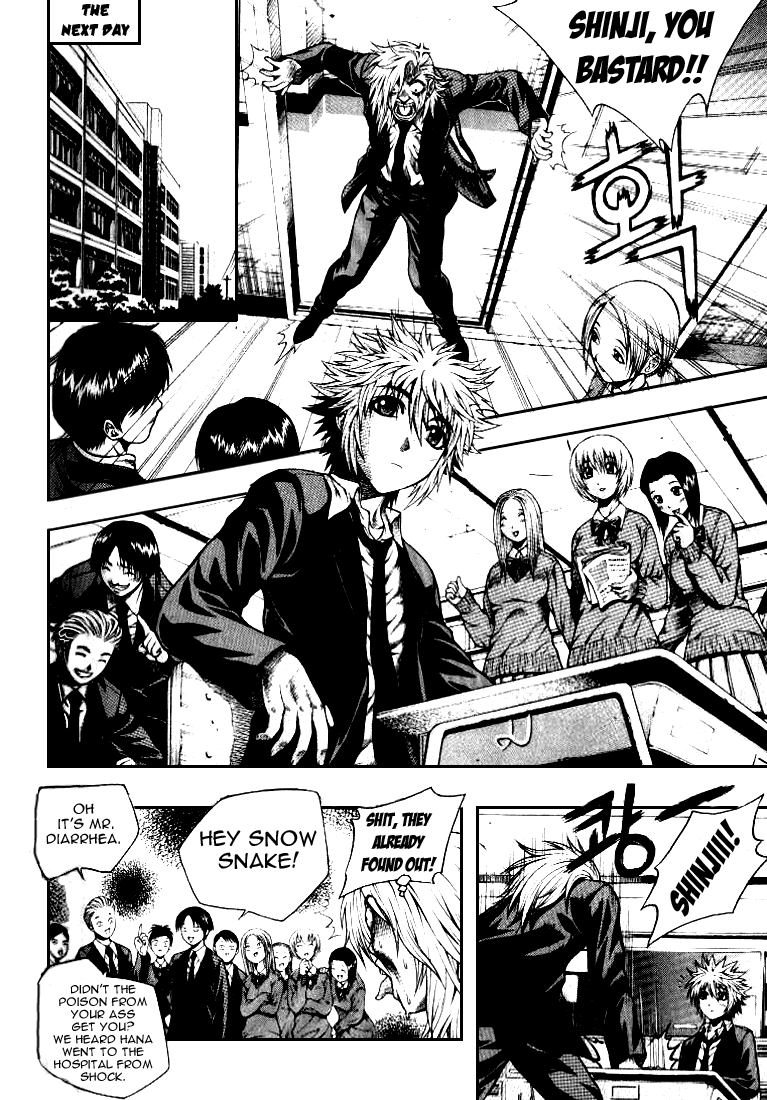 THE
NEXT DAY
SHINJI, YOU
BASTARD!!
확
OH
IT'S MR.
DIARRHEA.
HEY SNOW
SNAKE!
SHIT, THEY
ALREADY
FOUND OUT!
DIDN'T THE
POISON FROM
YOUR ASS
GET YOU?
WE HEARD HANA
WENT TO THE
HOSPITAL FROM
SHOCK.
쾅
SHINJIII!